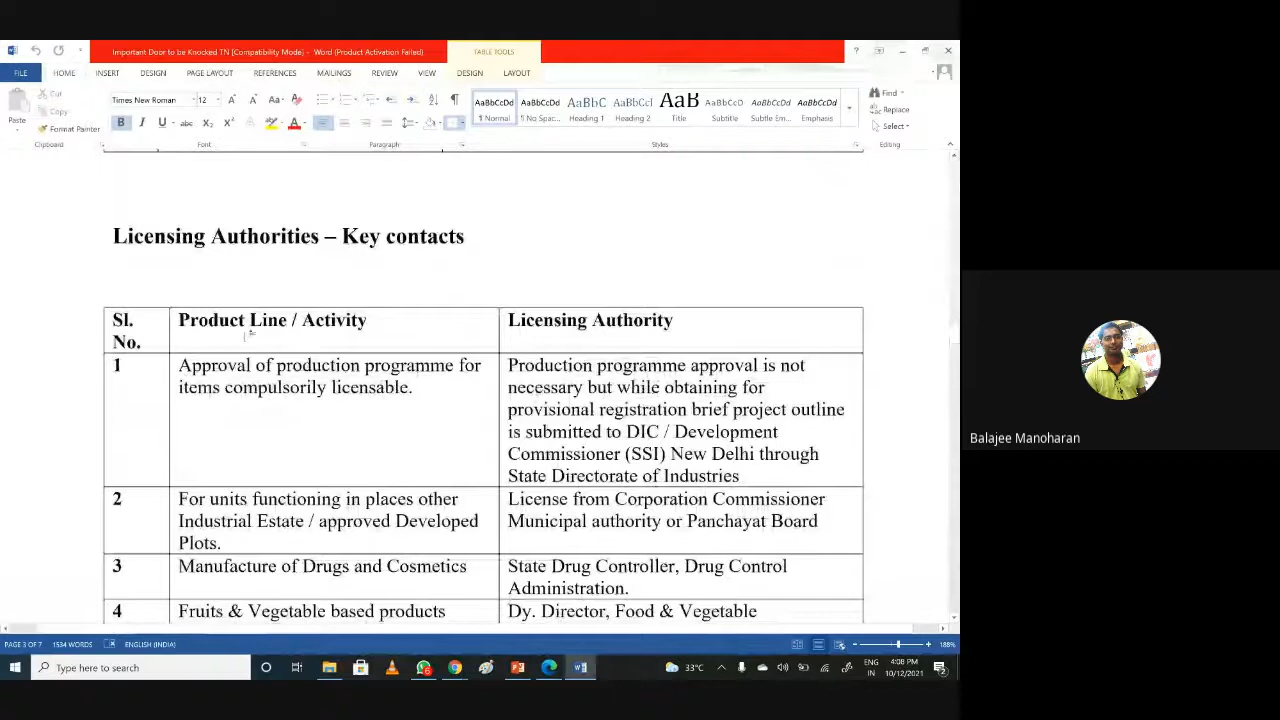 Important Door to be Knocked TN [Compatibility Mode] - Word (Product Activation Failed)
TABLE TOOLS
?
FILE HOME INSERT DESIGN PAGE LAYOUT REFERENCES MAILINGS REVIEW VIEW DESIGN LAYOUT
Paste
Cut
Copy
Format Painter
Clipboard
Times New Roman 12
Font
Paragraph
AaBbCcDd AaBbCcDd AaBbC AaBbCcI AaB AaBbCcD AaBbCcDd AaBbCcDd
¶ Normal ¶ No Spac... Heading 1 Heading 2 Title Subtitle Subtle Em... Emphasis
Styles
Find
Replace
Select
Editing
Licensing Authorities – Key contacts
Sl. No.
Product Line / Activity
Licensing Authority
1
Approval of production programme for
items compulsorily licensable.
Production programme approval is not
necessary but while obtaining for
provisional registration brief project outline
is submitted to DIC / Development
Commissioner (SSI) New Delhi through
State Directorate of Industries
2
For units functioning in places other
Industrial Estate / approved Developed
Plots.
License from Corporation Commissioner
Municipal authority or Panchayat Board
3
Manufacture of Drugs and Cosmetics
State Drug Controller, Drug Control
Administration.
4
Fruits & Vegetable based products
Dy. Director, Food & Vegetable
PAGE 3 OF 7 1534 WORDS ENGLISH (INDIA) 188%
Type here to search
33°C
ENG
IN
4:08 PM
10/12/2021
Balajee Manoharan